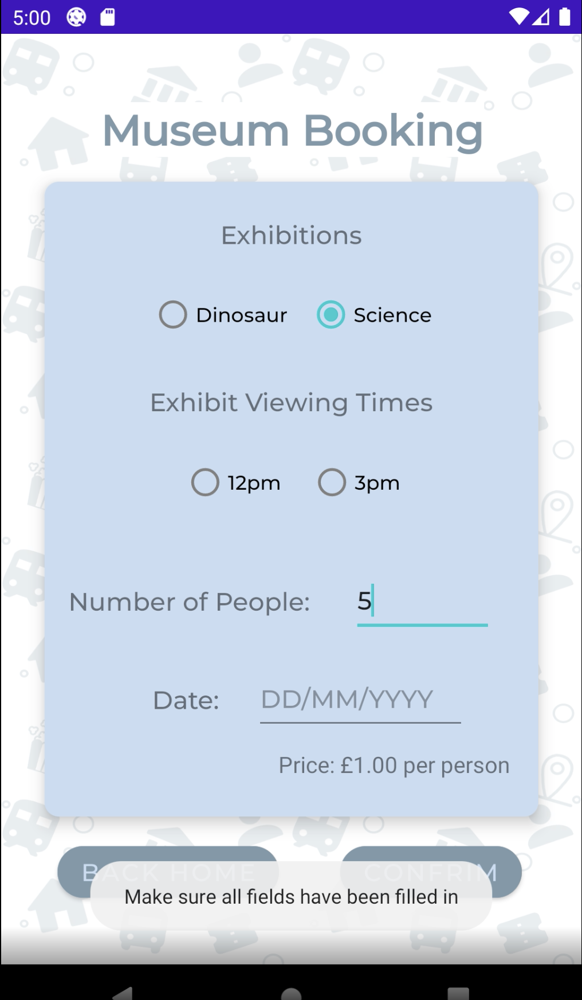 5:00
Museum Booking
Exhibitions
Dinosaur Science
Exhibit Viewing Times
12pm 3pm
Number of People: 5
Date: DD/MM/YYYY
Price: £1.00 per person
BACK HOME CONFRIM
Make sure all fields have been filled in